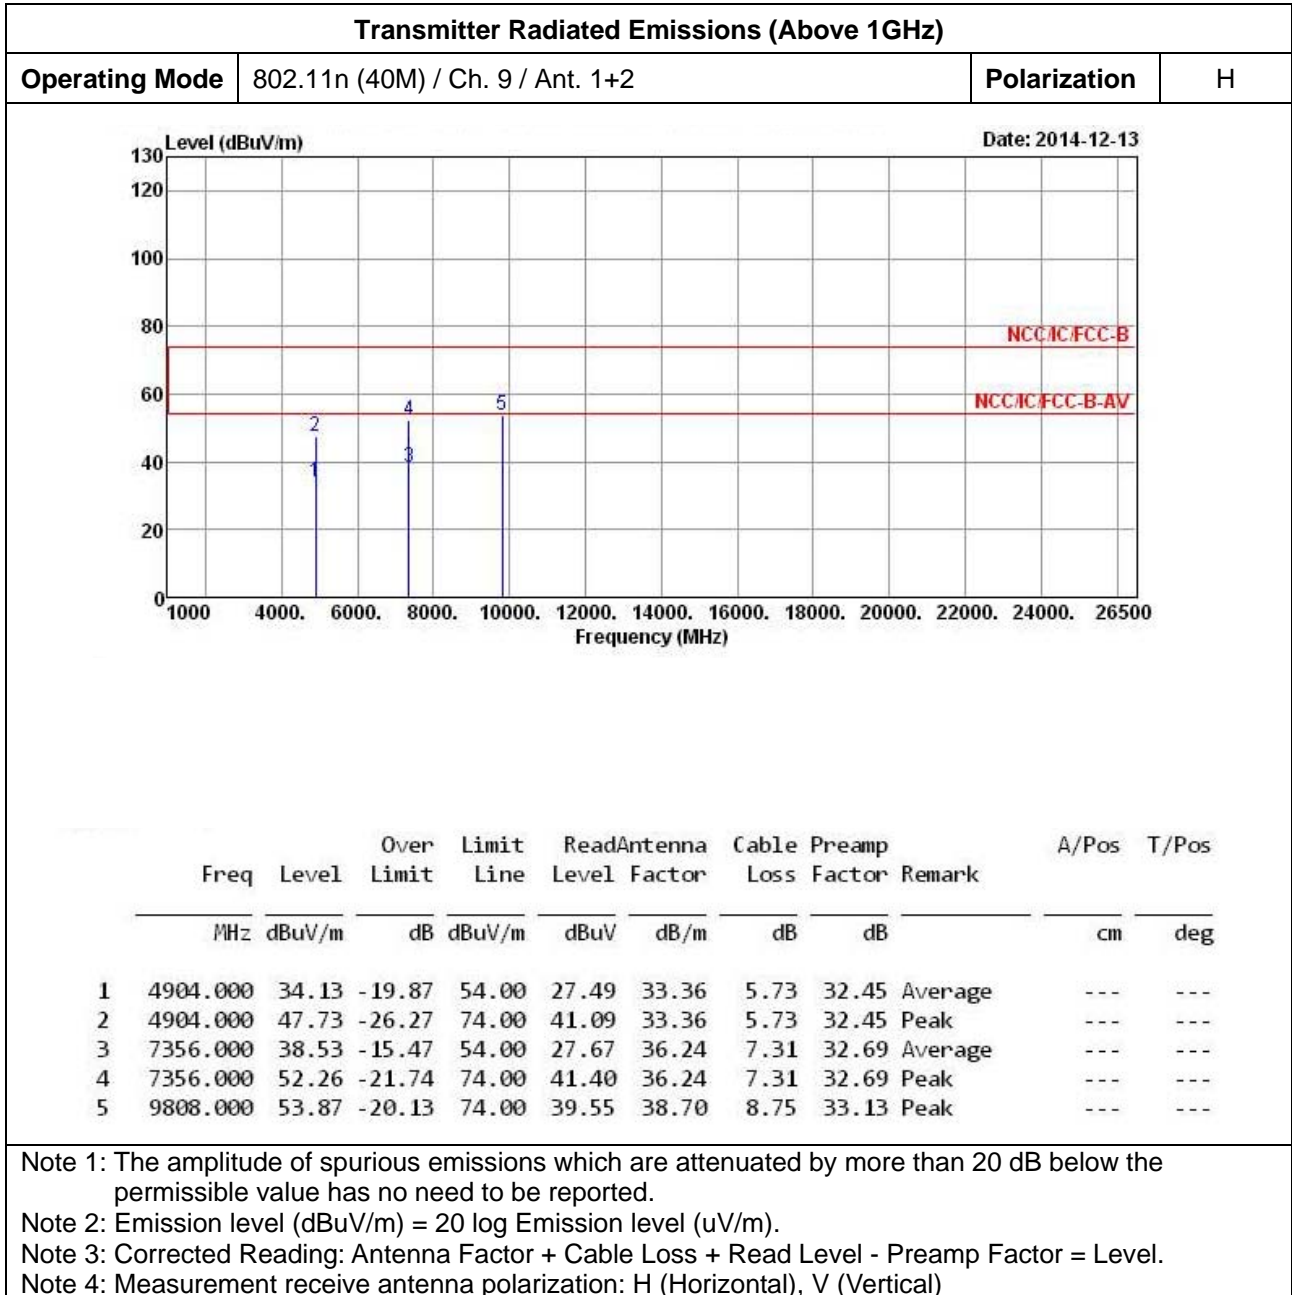 Transmitter Radiated Emissions (Above 1GHz)
Operating Mode 802.11n (40M) / Ch. 9 / Ant. 1+2 Polarization H
Level (dBuV/m) Date: 2014-12-13
130
120
100
80
NCC/IC/FCC-B
60
NCC/IC/FCC-B-AV
4 5
2
3
40
1
20
0
1000 4000. 6000. 8000. 10000. 12000. 14000. 16000. 18000. 20000. 22000. 24000. 26500
Frequency (MHz)
Over Limit ReadAntenna Cable Preamp A/Pos T/Pos
Freq Level Limit Line Level Factor Loss Factor Remark
MHz dBuV/m dB dBuV/m dBuV dB/m dB dB cm deg
1 4904.000 34.13 -19.87 54.00 27.49 33.36 5.73 32.45 Average --- ---
2 4904.000 47.73 -26.27 74.00 41.09 33.36 5.73 32.45 Peak --- ---
3 7356.000 38.53 -15.47 54.00 27.67 36.24 7.31 32.69 Average --- ---
4 7356.000 52.26 -21.74 74.00 41.40 36.24 7.31 32.69 Peak --- ---
5 9808.000 53.87 -20.13 74.00 39.55 38.70 8.75 33.13 Peak --- ---
Note 1: The amplitude of spurious emissions which are attenuated by more than 20 dB below the
permissible value has no need to be reported.
Note 2: Emission level (dBuV/m) = 20 log Emission level (uV/m).
Note 3: Corrected Reading: Antenna Factor + Cable Loss + Read Level - Preamp Factor = Level.
Note 4: Measurement receive antenna polarization: H (Horizontal), V (Vertical)